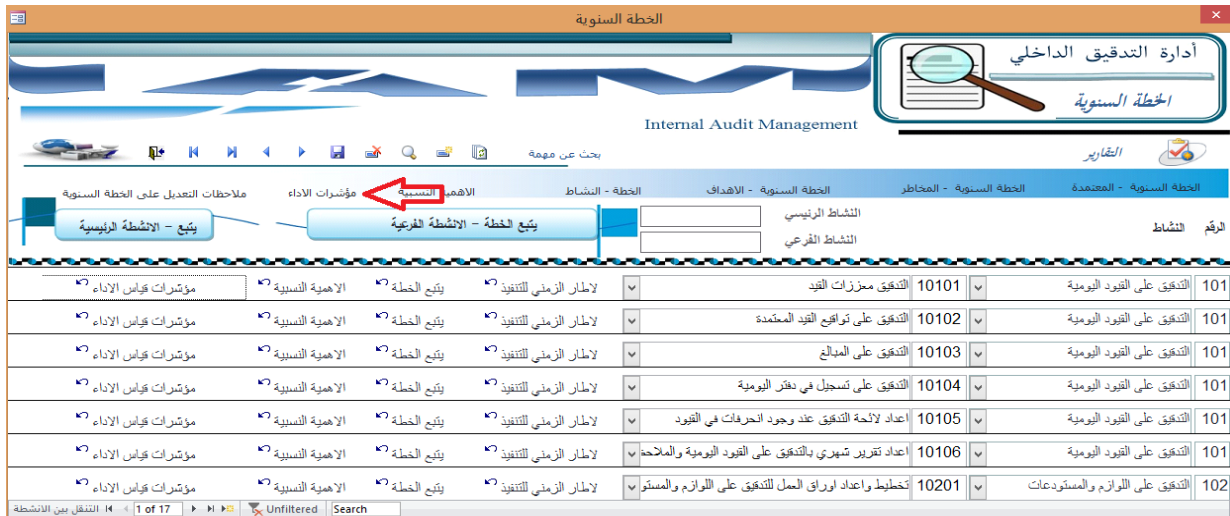 الخطة السنوية
أدارة التدقيق الداخلي
الخطة السنوية
Internal Audit Management
بحث عن مهمة
التقارير
الخطة السنوية - المعتمدة الخطة السنوية - المخاطر الخطة السنوية - الاهداف الخطة - النشاط الاهمية النسبية مؤشرات الاداء ملاحظات التعديل على الخطة السنوية
الرقم النشاط النشاط الرئيسي يتبع الخطة - الانشطة الفرعية يتبع - الانشطة الرئيسية
النشاط الفرعي
101 التدقيق على القيود اليومية 10101 التدقيق معززات القيد لاطار الزمني للتنفيذ يتبع الخطة الاهمية النسبية مؤشرات قياس الاداء
101 التدقيق على القيود اليومية 10102 التدقيق على تواقيع القيد المعتمدة لاطار الزمني للتنفيذ يتبع الخطة الاهمية النسبية مؤشرات قياس الاداء
101 التدقيق على القيود اليومية 10103 التدقيق على المبالغ لاطار الزمني للتنفيذ يتبع الخطة الاهمية النسبية مؤشرات قياس الاداء
101 التدقيق على القيود اليومية 10104 التدقيق على تسجيل في دفتر اليومية لاطار الزمني للتنفيذ يتبع الخطة الاهمية النسبية مؤشرات قياس الاداء
101 التدقيق على القيود اليومية 10105 اعداد لائحة التدقيق عند وجود انحرفات في القيود لاطار الزمني للتنفيذ يتبع الخطة الاهمية النسبية مؤشرات قياس الاداء
101 التدقيق على القيود اليومية 10106 اعداد تقرير شهري بالتدقيق على القيود اليومية والملاحظ لاطار الزمني للتنفيذ يتبع الخطة الاهمية النسبية مؤشرات قياس الاداء
102 التدقيق على اللوازم والمستودعات 10201 تخطيط واعداد اوراق العمل للتدقيق على اللوازم والمستو لاطار الزمني للتنفيذ يتبع الخطة الاهمية النسبية مؤشرات قياس الاداء
التنقل بين الانشطة 1 of 17 Unfiltered Search